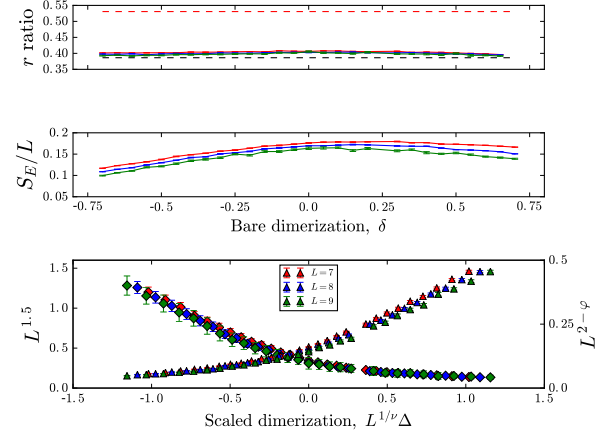 0.55
0.50
0.45
0.40
0.35
r ratio
0.2
0.15
0.1
0.05
S_E/L
-0.75 -0.5 -0.25 0.0 0.25 0.5 0.75
Bare dimerization, δ
1.5
1.0
0.5
0.0
L^{1.5}
L = 7
L = 8
L = 9
0.5
0.25
0.0
L^{2-φ}
-1.5 -1.0 -0.5 0.0 0.5 1.0 1.5
Scaled dimerization, L^{1/ν}Δ